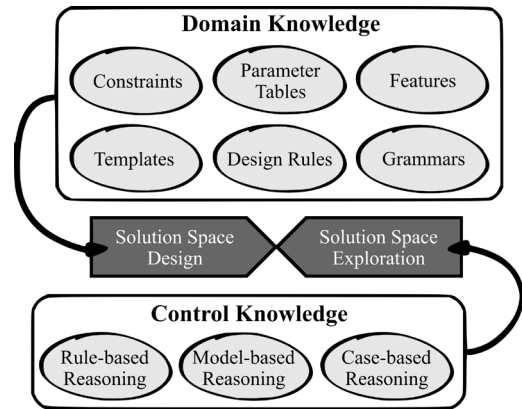 Domain Knowledge
Constraints
Parameter
Tables
Features
Templates
Design Rules
Grammars
Solution Space
Design
Solution Space
Exploration
Control Knowledge
Rule-based
Reasoning
Model-based
Reasoning
Case-based
Reasoning